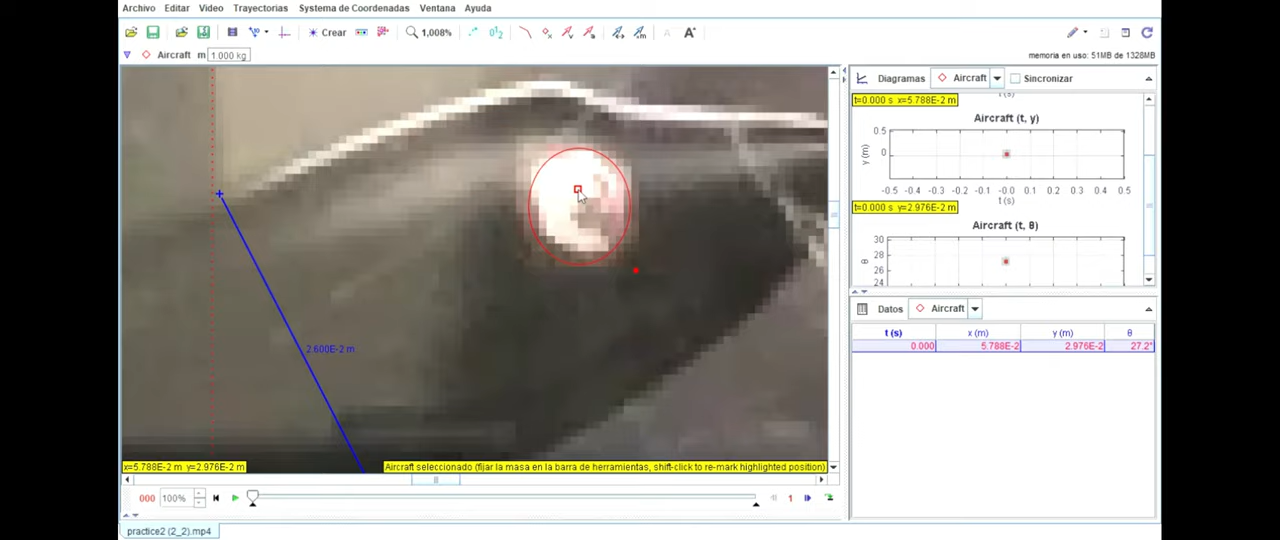 Archivo Editar Video Trayectorias Sistema de Coordenadas Ventana Ayuda
Crear 1,008%
Aircraft m 1.000 kg
memoria en uso: 51MB de 1328MB
2.600E-2 m
x=5.788E-2 m y=2.976E-2 m
Aircraft seleccionado (fijar la masa en la barra de herramientas, shift-click to re-mark highlighted position)
000 100% 1
practice2 (2_2).mp4
Diagramas Aircraft Sincronizar
t=0.000 s x=5.788E-2 m
Aircraft (t, y)
y (m)
0.5
0
-0.5 -0.4 -0.3 -0.2 -0.1 -0.0 0.1 0.2 0.3 0.4 0.5
t (s)
t=0.000 s y=2.976E-2 m
Aircraft (t, θ)
θ
30
28
26
24
Datos Aircraft
t (s) x (m) y (m) θ
0.000 5.788E-2 2.976E-2 27.2°